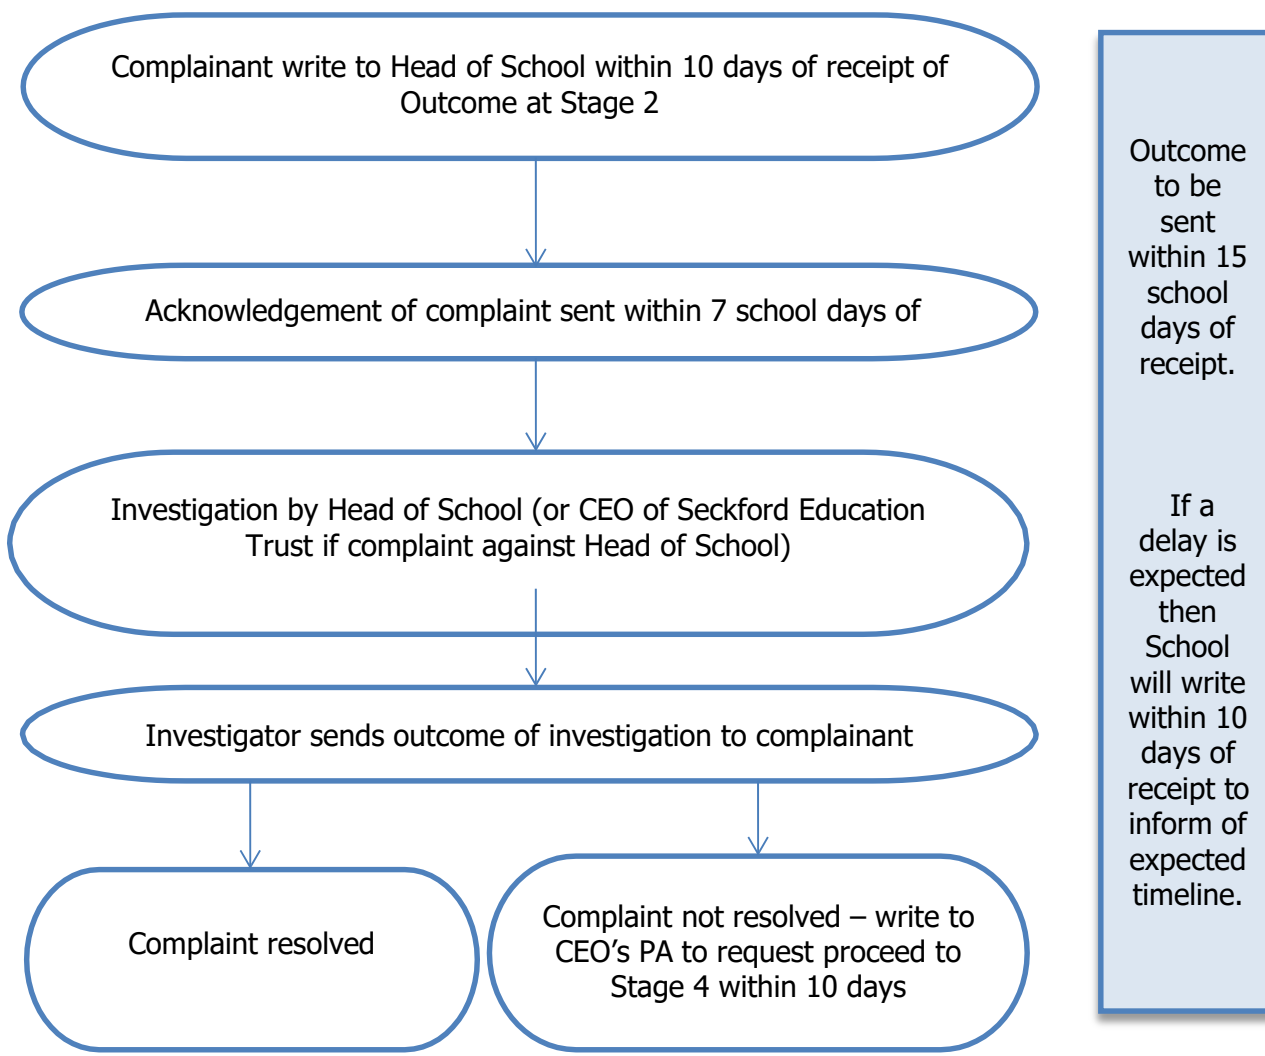 Complainant write to Head of School within 10 days of receipt of
Outcome at Stage 2
Acknowledgement of complaint sent within 7 school days of
Investigation by Head of School (or CEO of Seckford Education
Trust if complaint against Head of School)
Investigator sends outcome of investigation to complainant
Complaint resolved
Complaint not resolved – write to
CEO’s PA to request proceed to
Stage 4 within 10 days
Outcome
to be
sent
within 15
school
days of
receipt.
If a
delay is
expected
then
School
will write
within 10
days of
receipt to
inform of
expected
timeline.